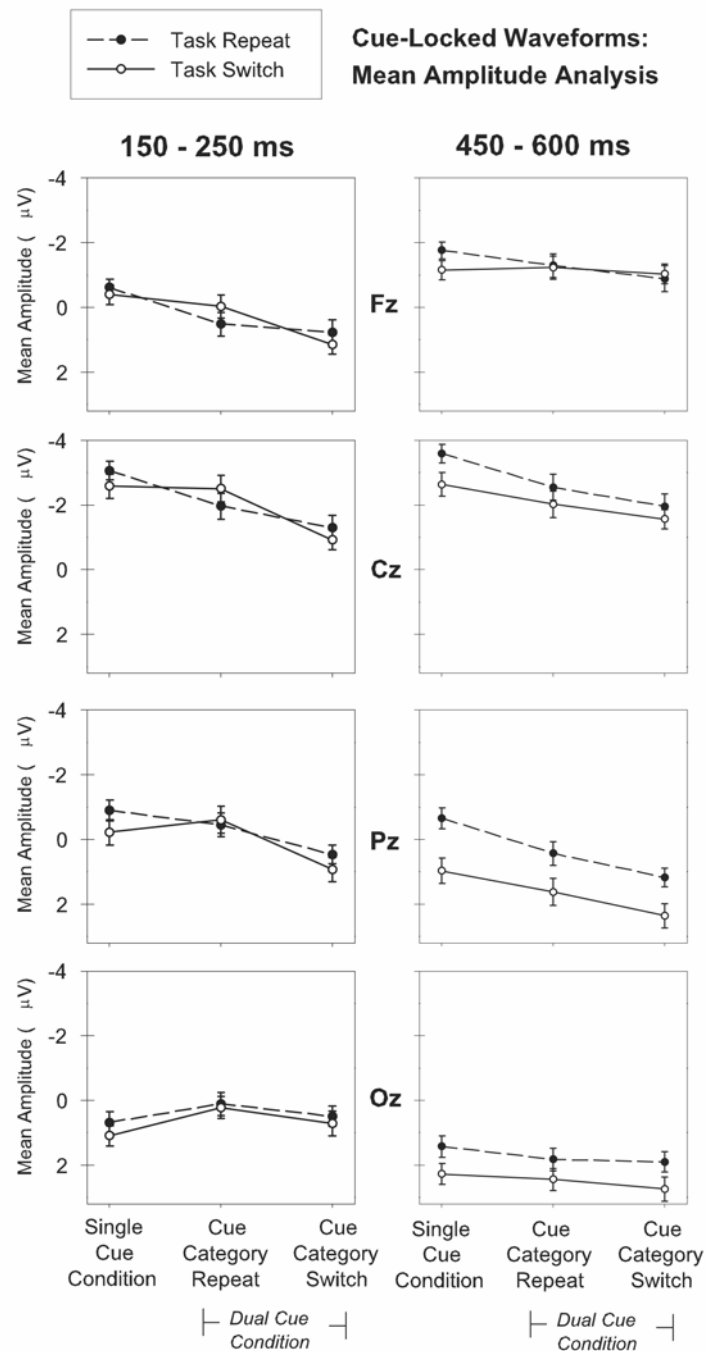 Task Repeat
Task Switch
Cue-Locked Waveforms:
Mean Amplitude Analysis
150 - 250 ms
450 - 600 ms
Mean Amplitude ( μV)
-4
-2
0
2
Fz
Mean Amplitude ( μV)
-4
-2
0
2
Cz
Mean Amplitude ( μV)
-4
-2
0
2
Pz
Mean Amplitude ( μV)
-4
-2
0
2
Oz
Single
Cue
Condition
Cue
Category
Repeat
Cue
Category
Switch
Dual Cue
Condition
Single
Cue
Condition
Cue
Category
Repeat
Cue
Category
Switch
Dual Cue
Condition